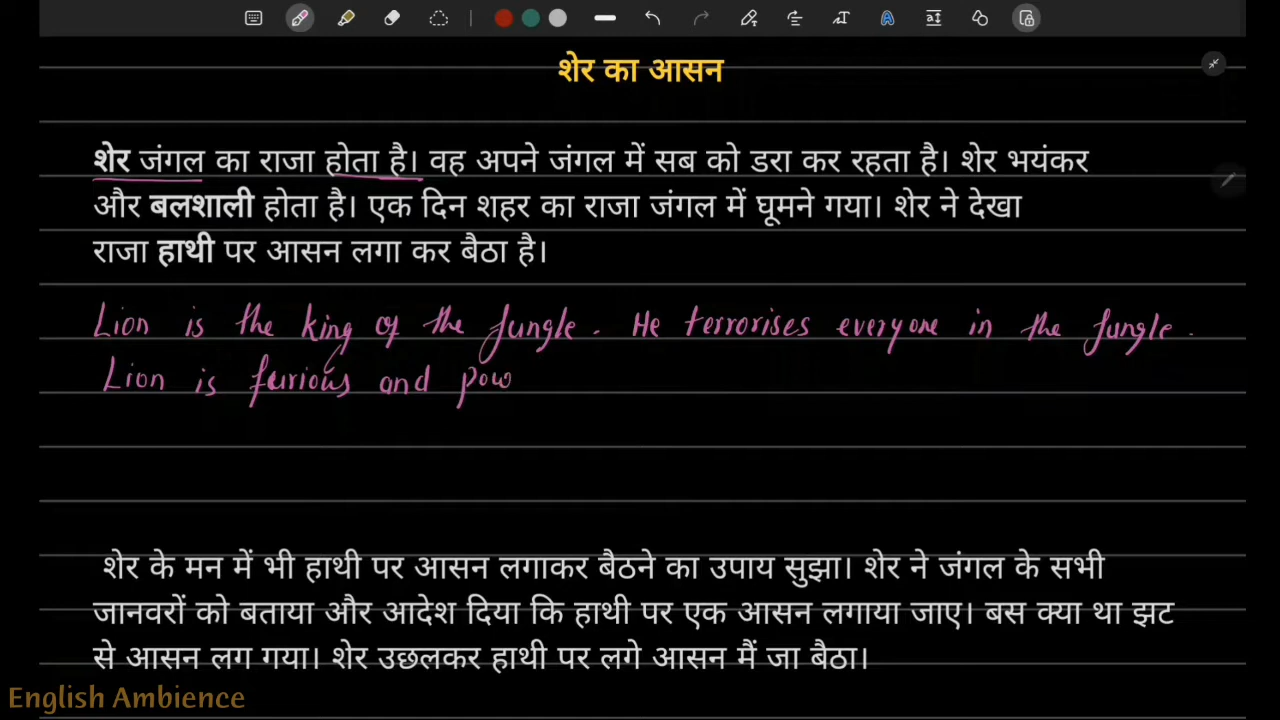 शेर का आसन
शेर जंगल का राजा होता है। वह अपने जंगल में सब को डरा कर रहता है। शेर भयंकर
और बलशाली होता है। एक दिन शहर का राजा जंगल में घूमने गया। शेर ने देखा
राजा हाथी पर आसन लगा कर बैठा है।
Lion is the king of the Jungle. He terrorises everyone in the Jungle.
Lion is furious and pow
शेर के मन में भी हाथी पर आसन लगाकर बैठने का उपाय सुझा। शेर ने जंगल के सभी
जानवरों को बताया और आदेश दिया कि हाथी पर एक आसन लगाया जाए। बस क्या था झट
से आसन लग गया। शेर उछलकर हाथी पर लगे आसन मैं जा बैठा।
English Ambience